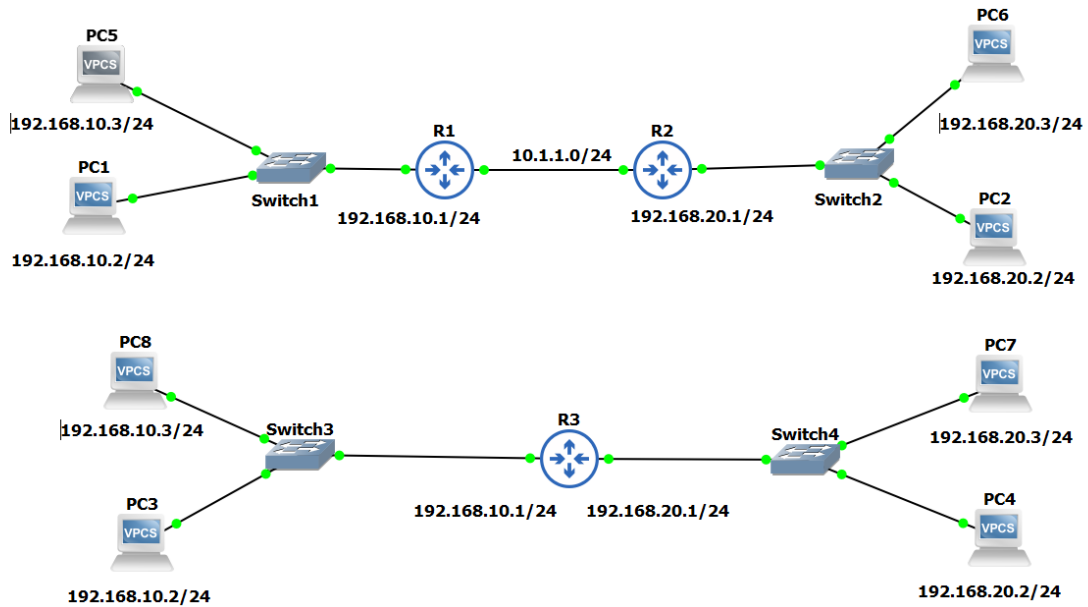 PC5
VPCS
192.168.10.3/24
PC1
VPCS
192.168.10.2/24
Switch1
R1
192.168.10.1/24
10.1.1.0/24
R2
192.168.20.1/24
Switch2
PC6
VPCS
192.168.20.3/24
PC2
VPCS
192.168.20.2/24
PC8
VPCS
192.168.10.3/24
PC3
VPCS
192.168.10.2/24
Switch3
R3
192.168.10.1/24
192.168.20.1/24
Switch4
PC7
VPCS
192.168.20.3/24
PC4
VPCS
192.168.20.2/24